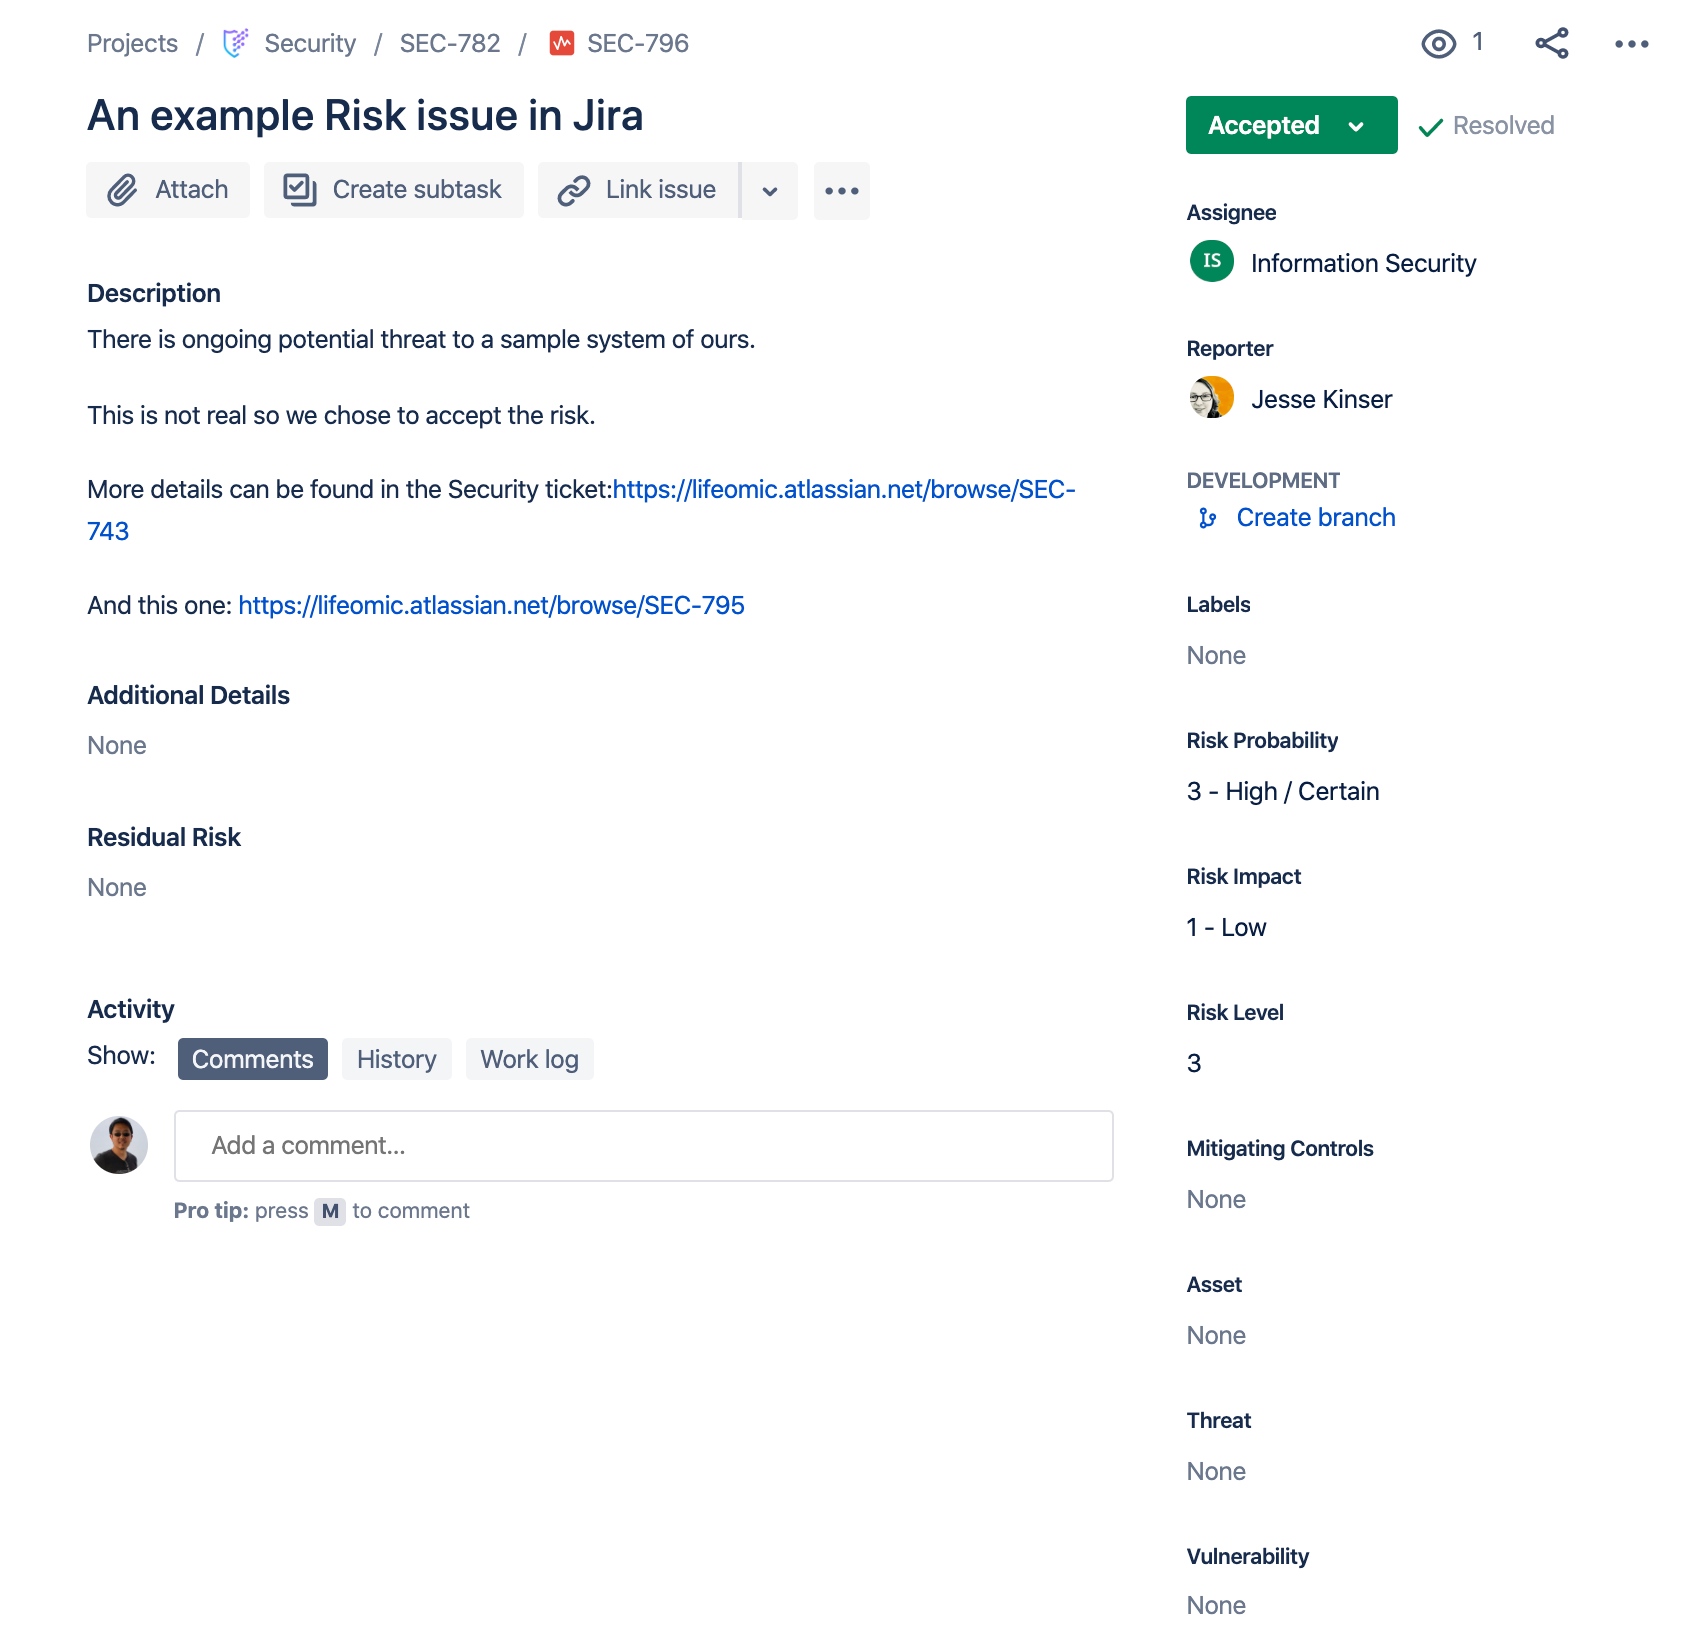 Projects / Security / SEC-782 / SEC-796
1
An example Risk issue in Jira
Attach
Create subtask
Link issue
Description
There is ongoing potential threat to a sample system of ours.
This is not real so we chose to accept the risk.
More details can be found in the Security ticket:https://lifeomic.atlassian.net/browse/SEC-
743
And this one: https://lifeomic.atlassian.net/browse/SEC-795
Additional Details
None
Residual Risk
None
Activity
Show: Comments History Work log
Add a comment...
Pro tip: press M to comment
Accepted
Resolved
Assignee
IS Information Security
Reporter
Jesse Kinser
DEVELOPMENT
Create branch
Labels
None
Risk Probability
3 - High / Certain
Risk Impact
1 - Low
Risk Level
3
Mitigating Controls
None
Asset
None
Threat
None
Vulnerability
None